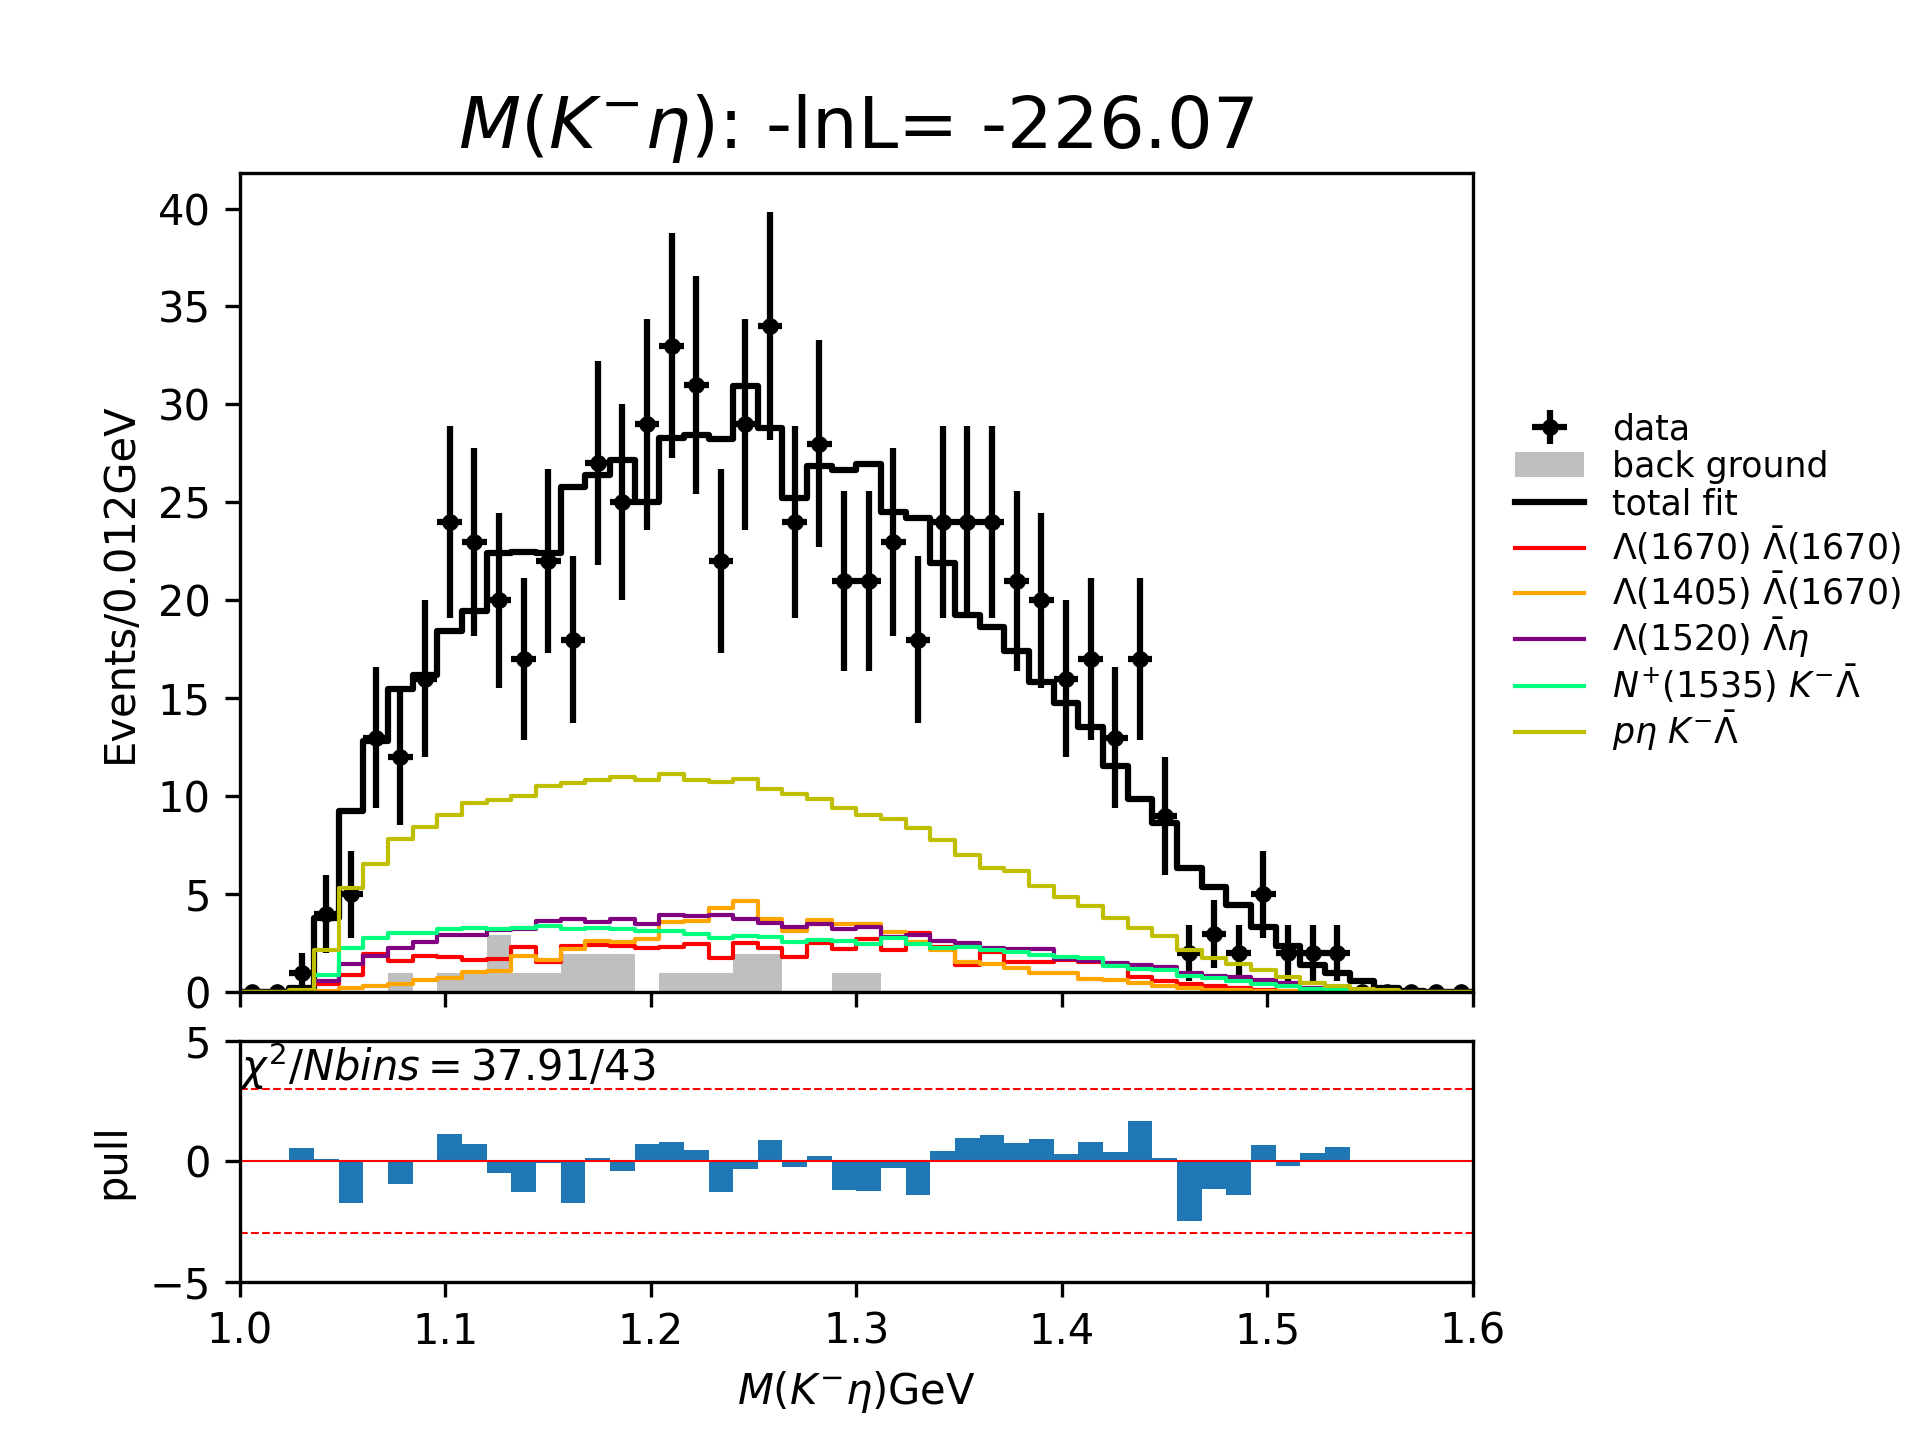 M(K⁻η): -lnL= -226.07
40
35
30
25
20
15
10
5
0
Events/0.012GeV
data
back ground
total fit
Λ(1670) Λ̄(1670)
Λ(1405) Λ̄(1670)
Λ(1520) Λ̄η
N⁺(1535) K⁻Λ̄
pη K⁻Λ̄
χ²/Nbins = 37.91/43
5
0
−5
pull
1.0 1.1 1.2 1.3 1.4 1.5 1.6
M(K⁻η)GeV